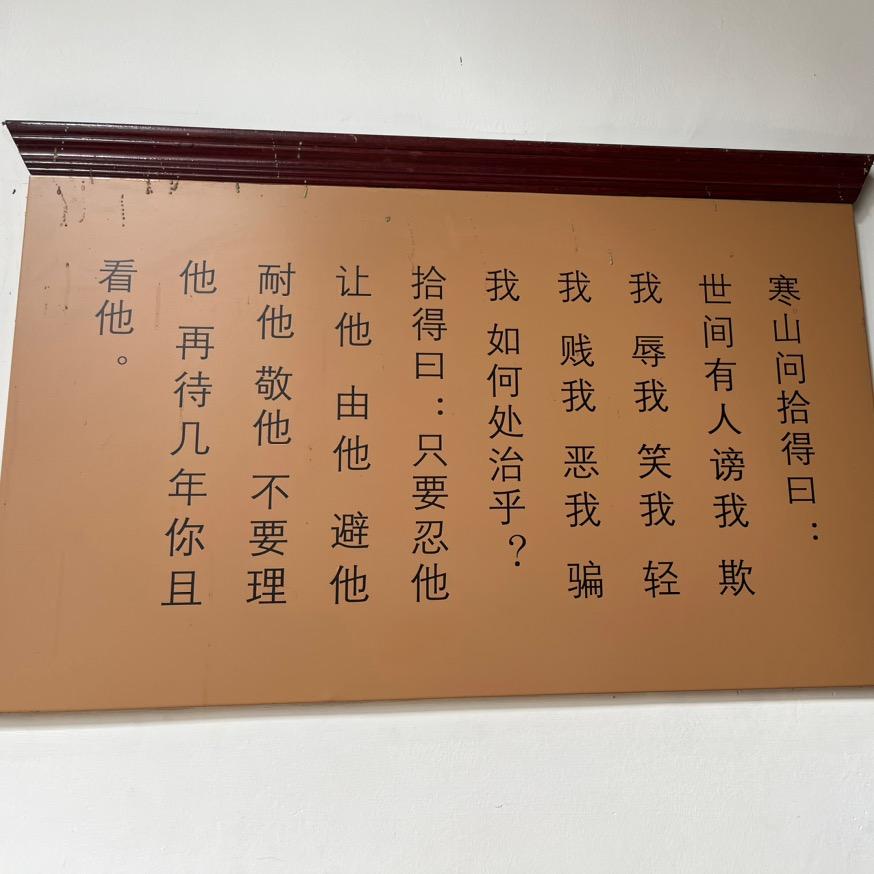 寒山问拾得曰：
世间有人谤我 欺
我 辱我 笑我 轻
我 贱我 恶我 骗
我 如何处治乎？
拾得曰：只要忍他
让他 由他 避他
耐他 敬他 不要理
他 再待几年你且
看他。